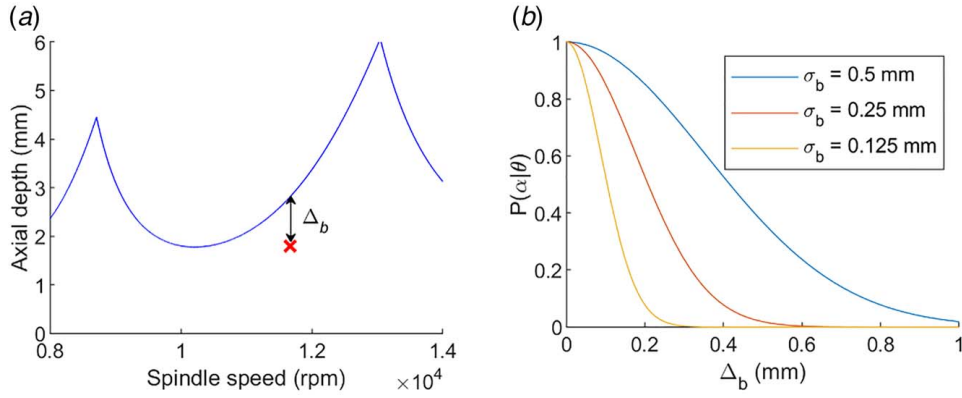 (a)
6
5
4
3
2
1
0
Axial depth (mm)
Δb
0.8
1
1.2
1.4
×10⁴
Spindle speed (rpm)
(b)
1
0.8
0.6
0.4
0.2
0
P(α|θ)
σb = 0.5 mm
σb = 0.25 mm
σb = 0.125 mm
0
0.2
0.4
0.6
0.8
1
Δb (mm)